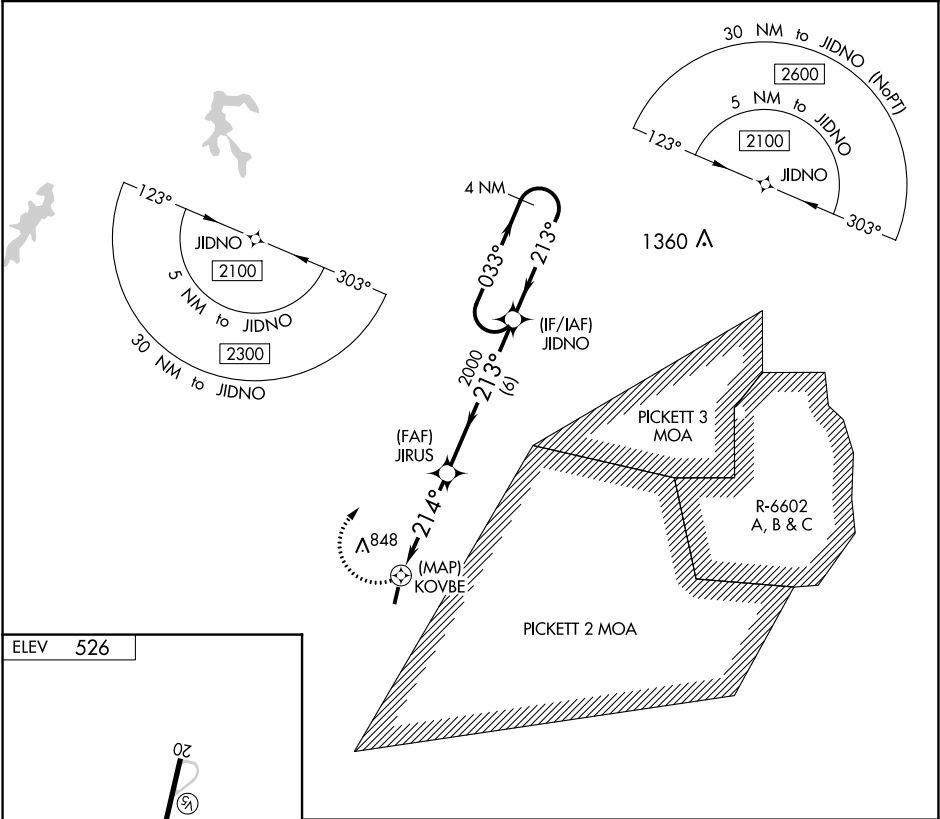 30 NM to JIDNO (NoPT)
2600
5 NM to JIDNO
2100
123°
JIDNO
303°
123°
JIDNO
2100
303°
5 NM to JIDNO
2300
30 NM to JIDNO
4 NM
033°
213°
1360
(IF/IAF)
JIDNO
2000
213°
(6)
(FAF)
JIRUS
214°
848
(MAP)
KOVBE
PICKETT 3
MOA
R-6602
A, B & C
PICKETT 2 MOA
ELEV 526
20
V5